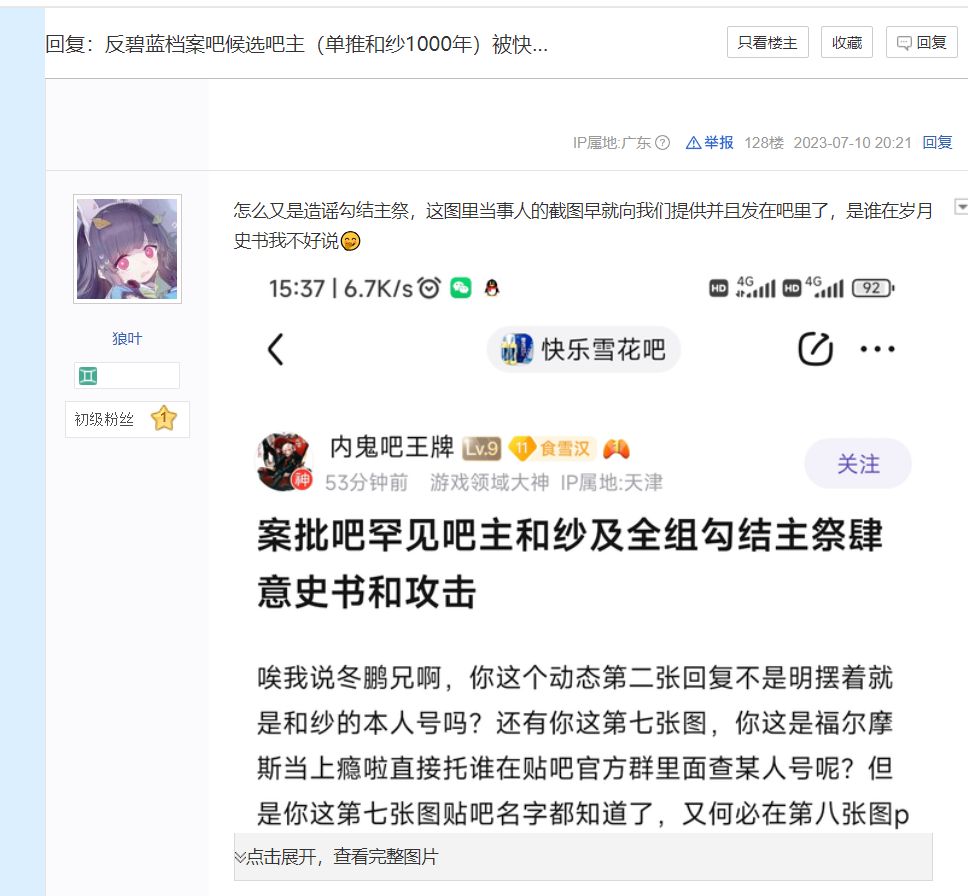 回复：反碧蓝档案吧候选吧主（单推和纱1000年）被快...
只看楼主
收藏
回复
IP属地:广东
举报
128楼
2023-07-10 20:21
回复
狼叶
初级粉丝
1
怎么又是造谣勾结主祭，这图里当事人的截图早就向我们提供并且发在吧里了，是谁在岁月
史书我不好说
15:37 | 6.7K/s
HD 4G HD 4G 92
快乐雪花吧
内鬼吧王牌 Lv.9 11 食雪汉
神
53分钟前 游戏领域大神 IP属地:天津
关注
案批吧罕见吧主和纱及全组勾结主祭肆
意史书和攻击
唉我说冬鹏兄啊，你这个动态第二张回复不是明摆着就
是和纱的本人号吗？还有你这第七张图，你这是福尔摩
斯当上瘾啦直接托谁在贴吧官方群里面查某人号呢？但
是你这第七张图贴吧名字都知道了，又何必在第八张图p
点击展开，查看完整图片